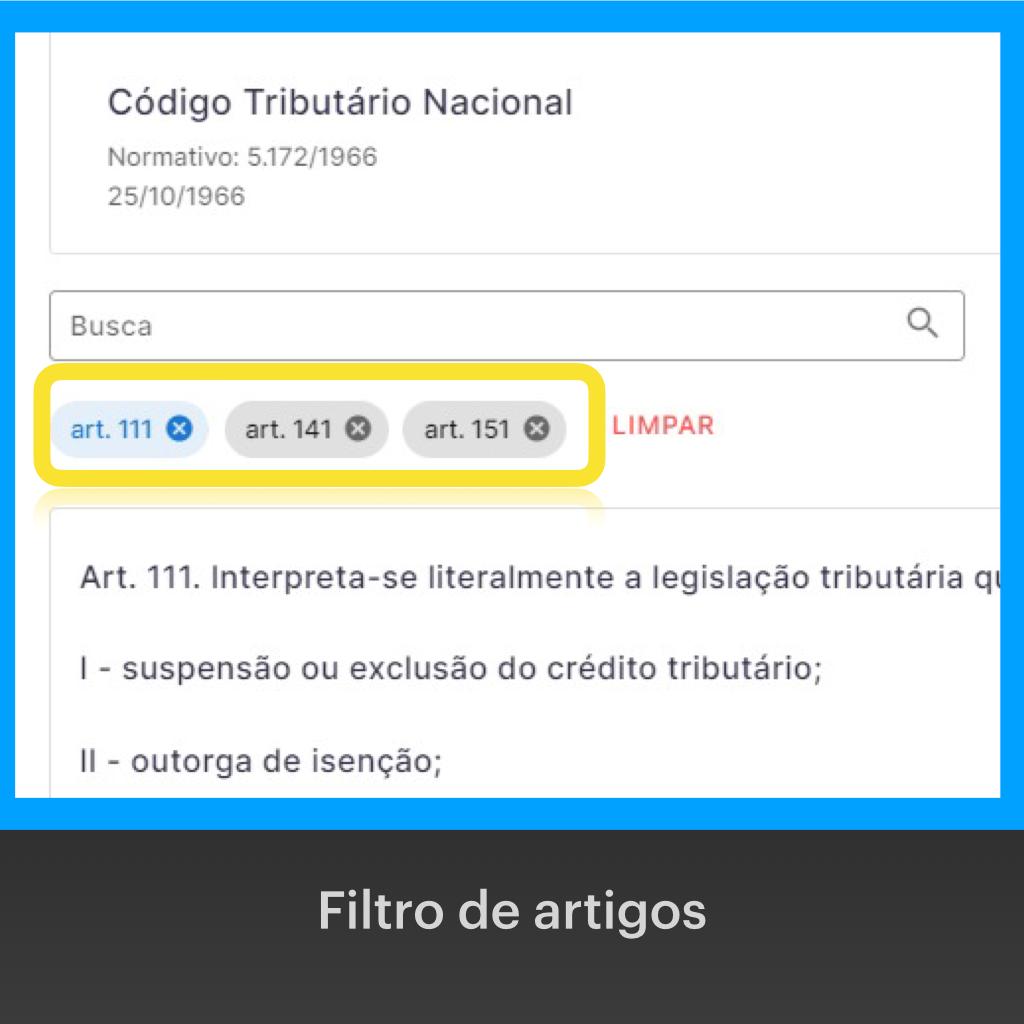 Código Tributário Nacional
Normativo: 5.172/1966
25/10/1966
Busca
art. 111 art. 141 art. 151 LIMPAR
Art. 111. Interpreta-se literalmente a legislação tributária
I - suspensão ou exclusão do crédito tributário;
II - outorga de isenção;
Filtro de artigos